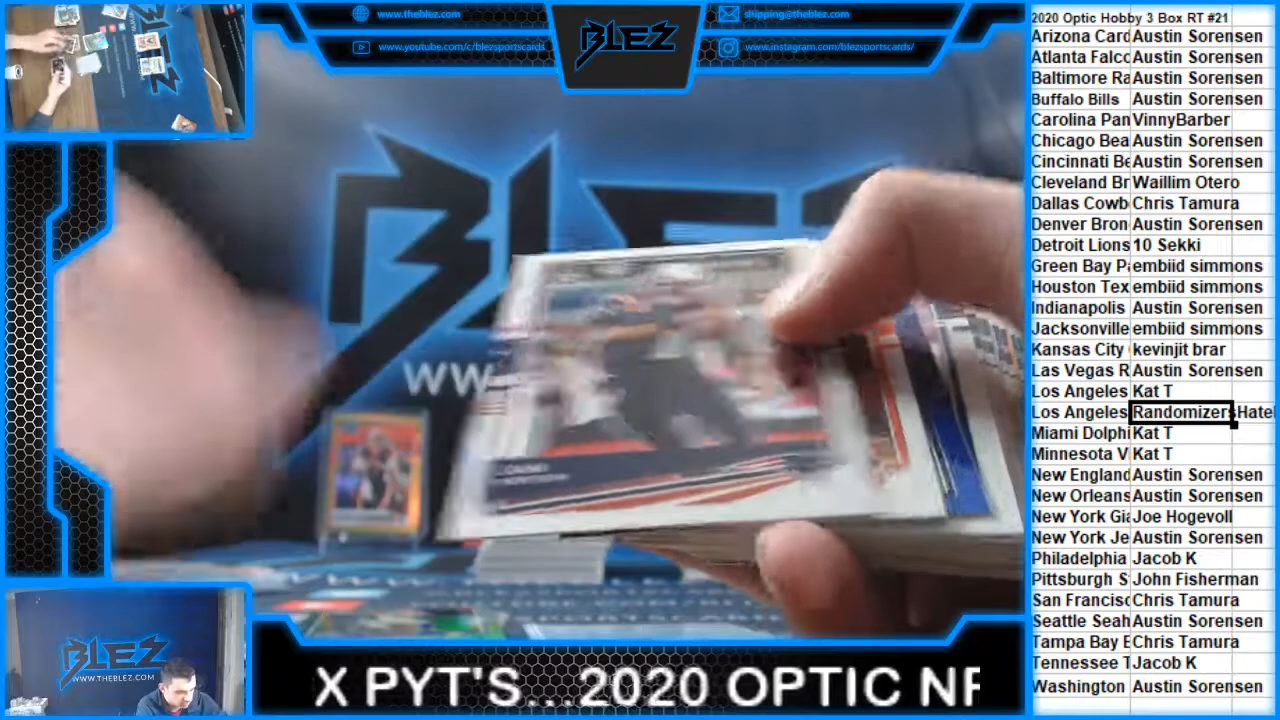 www.theblez.com
shipping@theblez.com
www.youtube.com/c/blezsportscards
www.instagram.com/blezsportscards/
BLEZ
BLEZ
WW
BLEZ
WWW.THEBLEZ.COM
X PYT'S...2020 OPTIC NF
2020 Optic Hobby 3 Box RT #21
Arizona Card Austin Sorensen
Atlanta Falco Austin Sorensen
Baltimore Ra Austin Sorensen
Buffalo Bills Austin Sorensen
Carolina Pan VinnyBarber
Chicago Bea Austin Sorensen
Cincinnati Be Austin Sorensen
Cleveland Br Waillim Otero
Dallas Cowb Chris Tamura
Denver Bron Austin Sorensen
Detroit Lions 10 Sekki
Green Bay P embiid simmons
Houston Tex embiid simmons
Indianapolis Austin Sorensen
Jacksonville embiid simmons
Kansas City kevinjit brar
Las Vegas R Austin Sorensen
Los Angeles Kat T
Los Angeles RandomizersHate
Miami Dolphi Kat T
Minnesota V Kat T
New England Austin Sorensen
New Orleans Austin Sorensen
New York Gia Joe Hogevoll
New York Je Austin Sorensen
Philadelphia Jacob K
Pittsburgh S John Fisherman
San Francisc Chris Tamura
Seattle Seah Austin Sorensen
Tampa Bay B Chris Tamura
Tennessee T Jacob K
Washington Austin Sorensen